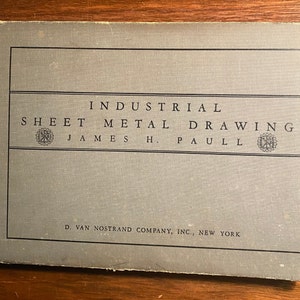 INDUSTRIAL
SHEET METAL DRAWING
JAMES H. PAULL
D. VAN NOSTRAND COMPANY, INC., NEW YORK